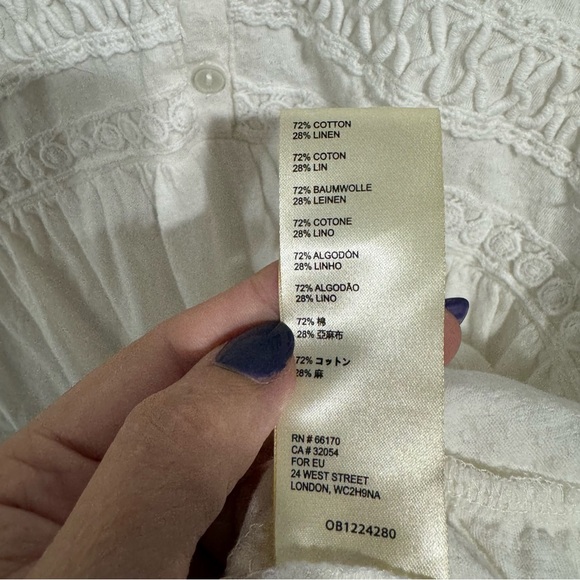 72% COTTON
28% LINEN
72% COTON
28% LIN
72% BAUMWOLLE
28% LEINEN
72% COTONE
28% LINO
72% ALGODÓN
28% LINHO
72% ALGODÃO
28% LINO
72% 棉
28% 亞麻布
72% コットン
28% 麻
RN # 66170
CA # 32054
FOR EU
24 WEST STREET
LONDON, WC2H9NA
OB1224280